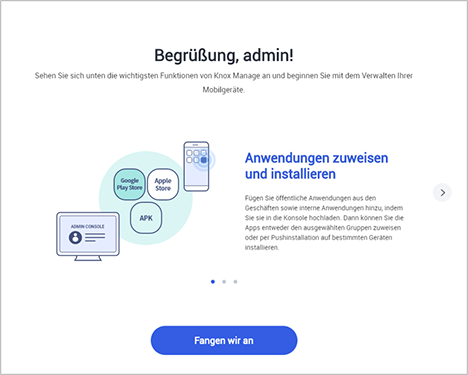 Begrüßung, admin!
Sehen Sie sich unten die wichtigsten Funktionen von Knox Manage an und beginnen Sie mit dem Verwalten Ihrer
Mobilgeräte.
Google
Play Store
Apple
Store
APK
ADMIN CONSOLE
Anwendungen zuweisen
und installieren
Fügen Sie öffentliche Anwendungen aus den
Geschäften sowie interne Anwendungen hinzu, indem
Sie sie in die Konsole hochladen. Dann können Sie die
Apps entweder den ausgewählten Gruppen zuweisen
oder per Pushinstallation auf bestimmten Geräten
installieren.
Fangen wir an